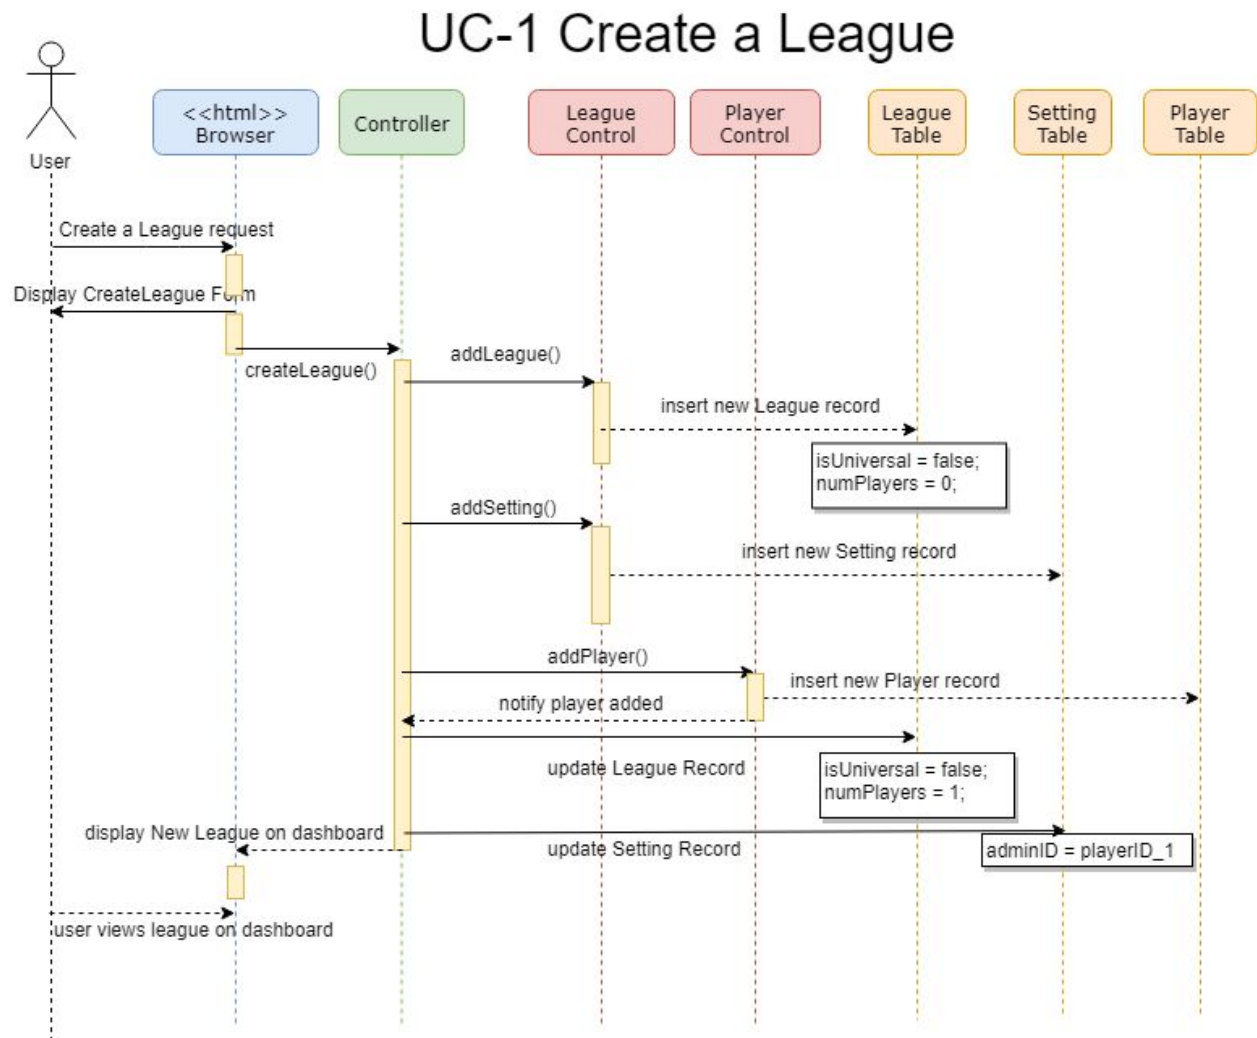 UC-1 Create a League
<<html>>
Browser
Controller
League
Control
Player
Control
League
Table
Setting
Table
Player
Table
User
Create a League request
Display CreateLeague Form
createLeague()
addLeague()
insert new League record
isUniversal = false;
numPlayers = 0;
addSetting()
insert new Setting record
addPlayer()
insert new Player record
notify player added
update League Record
isUniversal = false;
numPlayers = 1;
display New League on dashboard
update Setting Record
adminID = playerID_1
user views league on dashboard